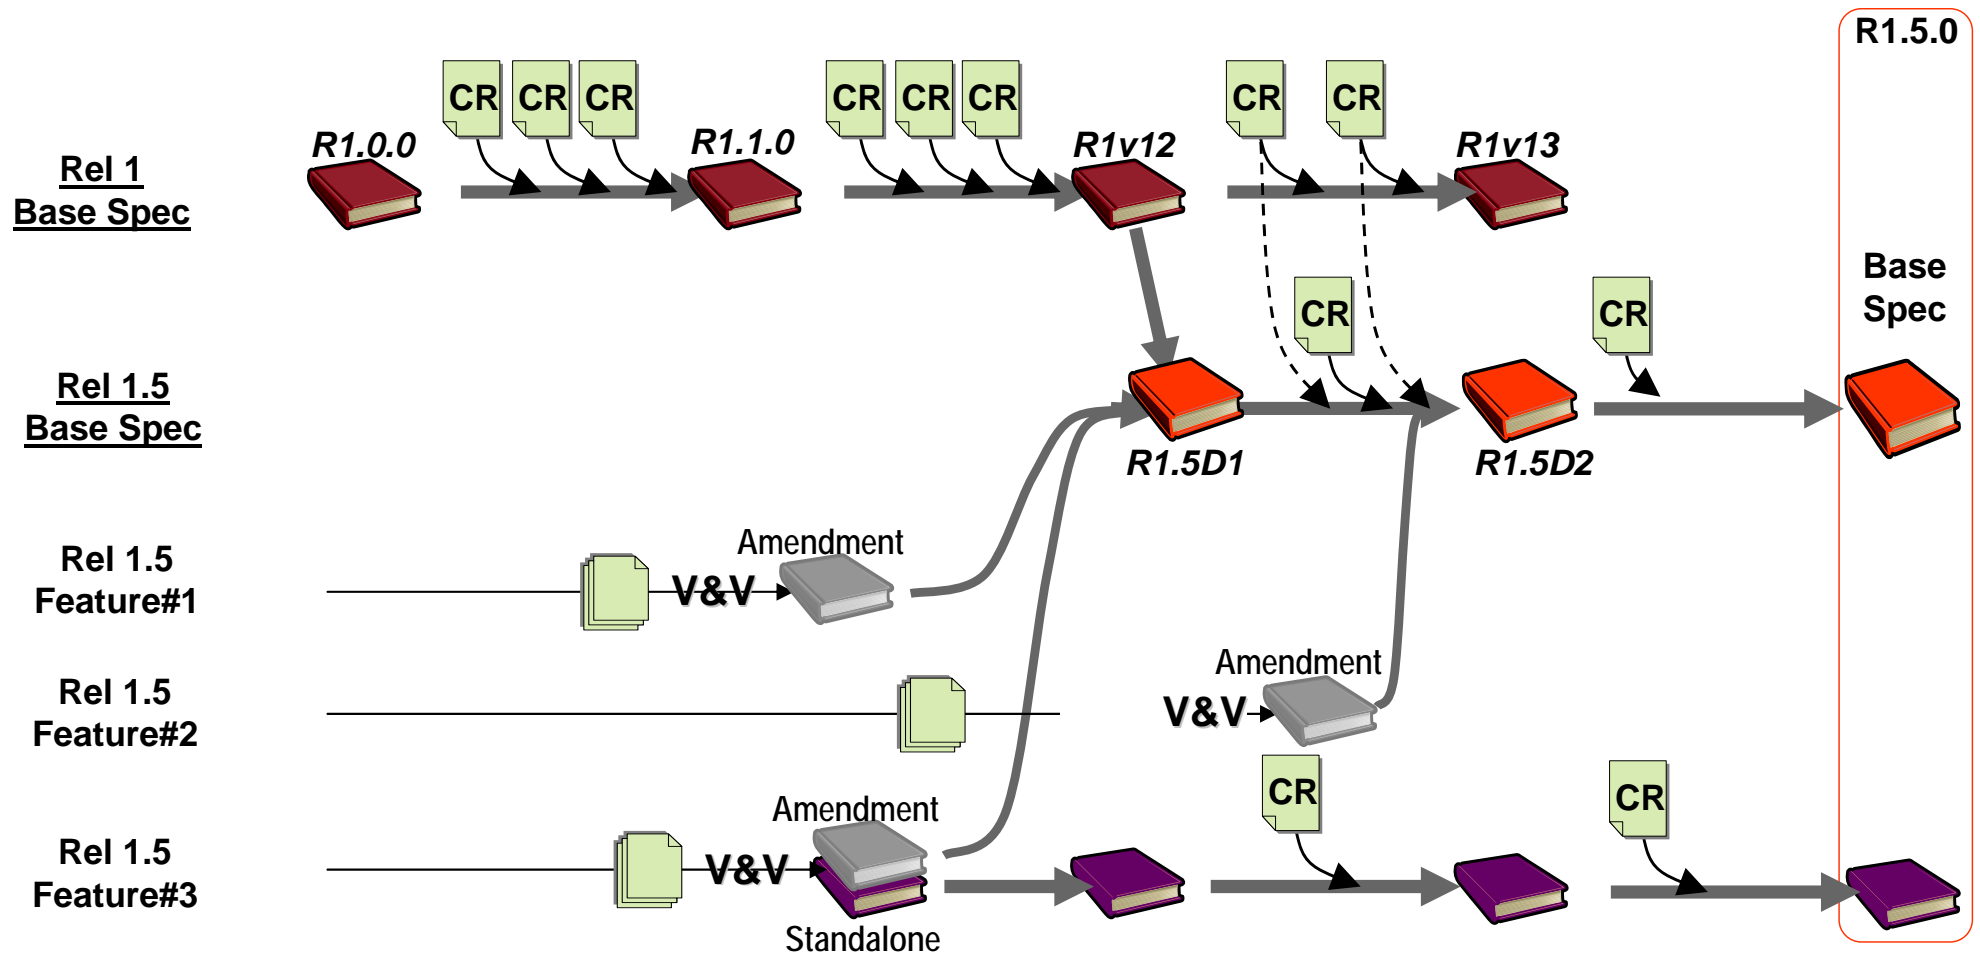 R1.5.0
CR CR CR
CR CR CR
CR CR
R1.0.0
R1.1.0
R1v12
R1v13
Rel 1
Base Spec
Base
Spec
CR
CR
Rel 1.5
Base Spec
R1.5D1
R1.5D2
Amendment
Rel 1.5
Feature#1
V&V
Amendment
Rel 1.5
Feature#2
V&V
CR
CR
Amendment
Rel 1.5
Feature#3
V&V
Standalone